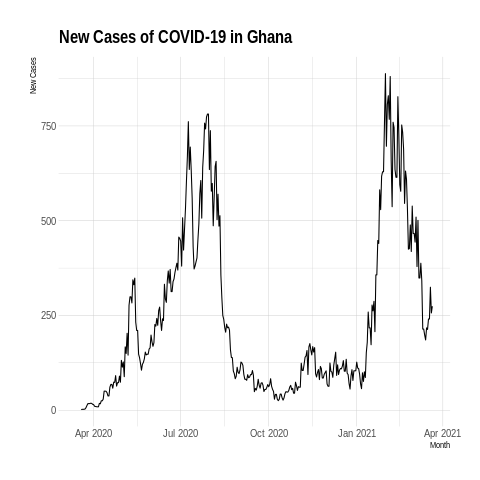 New Cases of COVID-19 in Ghana
New Cases
750
500
250
0
Apr 2020
Jul 2020
Oct 2020
Jan 2021
Apr 2021
Month